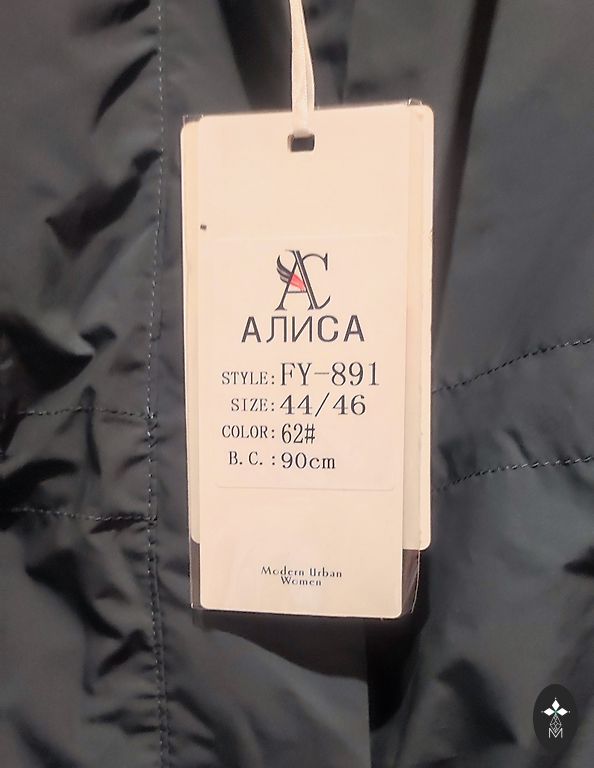 AC
АЛИСА
STYLE: FY-891
SIZE: 44/46
COLOR: 62#
B.C.: 90cm
Modern Urban
Women
M